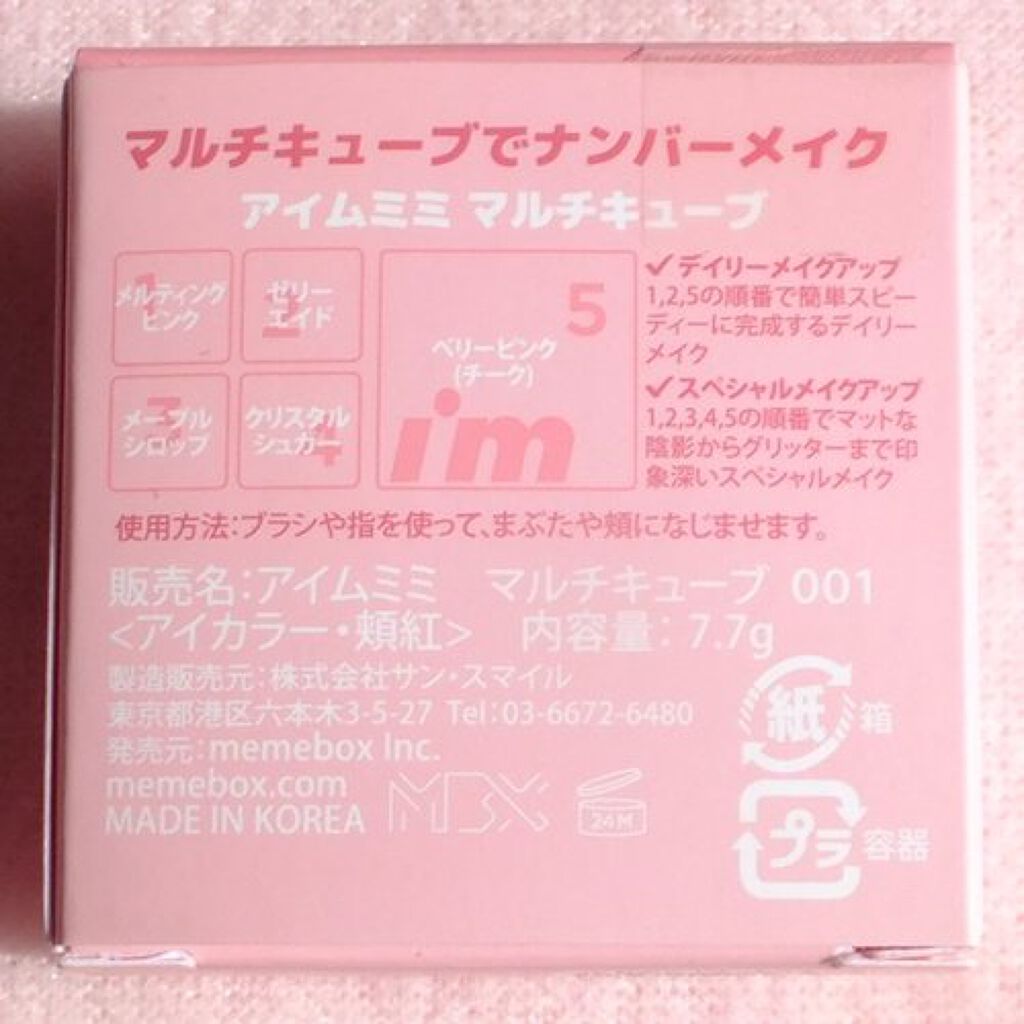 マルチキューブでナンバーメイク
アイムミミ マルチキューブ
1
メルティング
ピンク
2
ゼリー
エイド
3
メープル
シロップ
4
クリスタル
シュガー
5
ベリーピンク
(チーク)
i'm
✓ デイリーメイクアップ
1,2,5の順番で簡単スピー
ディーに完成するデイリー
メイク
✓ スペシャルメイクアップ
1,2,3,4,5の順番でマットな
陰影からグリッターまで印
象深いスペシャルメイク
使用方法:ブラシや指を使って、まぶたや頬になじませます。
販売名:アイムミミ マルチキューブ 001
<アイカラー・頬紅> 内容量: 7.7g
製造販売元:株式会社サン・スマイル
東京都港区六本木3-5-27 Tel:03-6672-6480
発売元:memebox Inc.
memebox.com
MADE IN KOREA
MBX
24M
紙 箱
プラ 容器